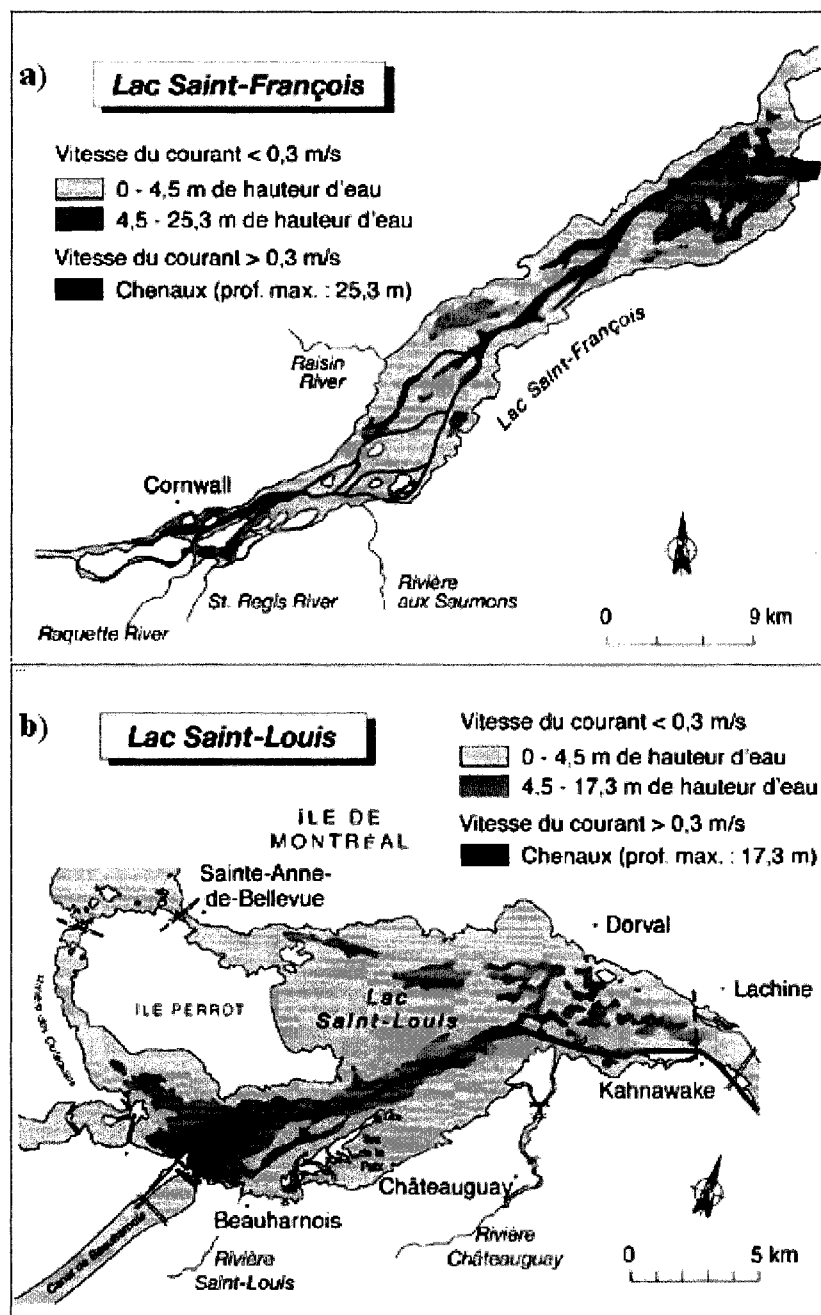 a)
Lac Saint-François
Vitesse du courant < 0,3 m/s
0 - 4,5 m de hauteur d'eau
4,5 - 25,3 m de hauteur d'eau
Vitesse du courant > 0,3 m/s
Chenaux (prof. max. : 25,3 m)
Raisin
River
Lac Saint-François
Cornwall
St. Regis River
Rivière
aux Saumons
Raquette River
0 9 km
b)
Lac Saint-Louis
Vitesse du courant < 0,3 m/s
0 - 4,5 m de hauteur d'eau
4,5 - 17,3 m de hauteur d'eau
Vitesse du courant > 0,3 m/s
Chenaux (prof. max. : 17,3 m)
ÎLE DE
MONTRÉAL
Sainte-Anne-
de-Bellevue
Dorval
Lachine
ÎLE PERROT
Lac
Saint-Louis
Kahnawake
Châteauguay
Beauharnois
Canal de Beauharnois
Rivière
Saint-Louis
Rivière
Châteauguay
0 5 km